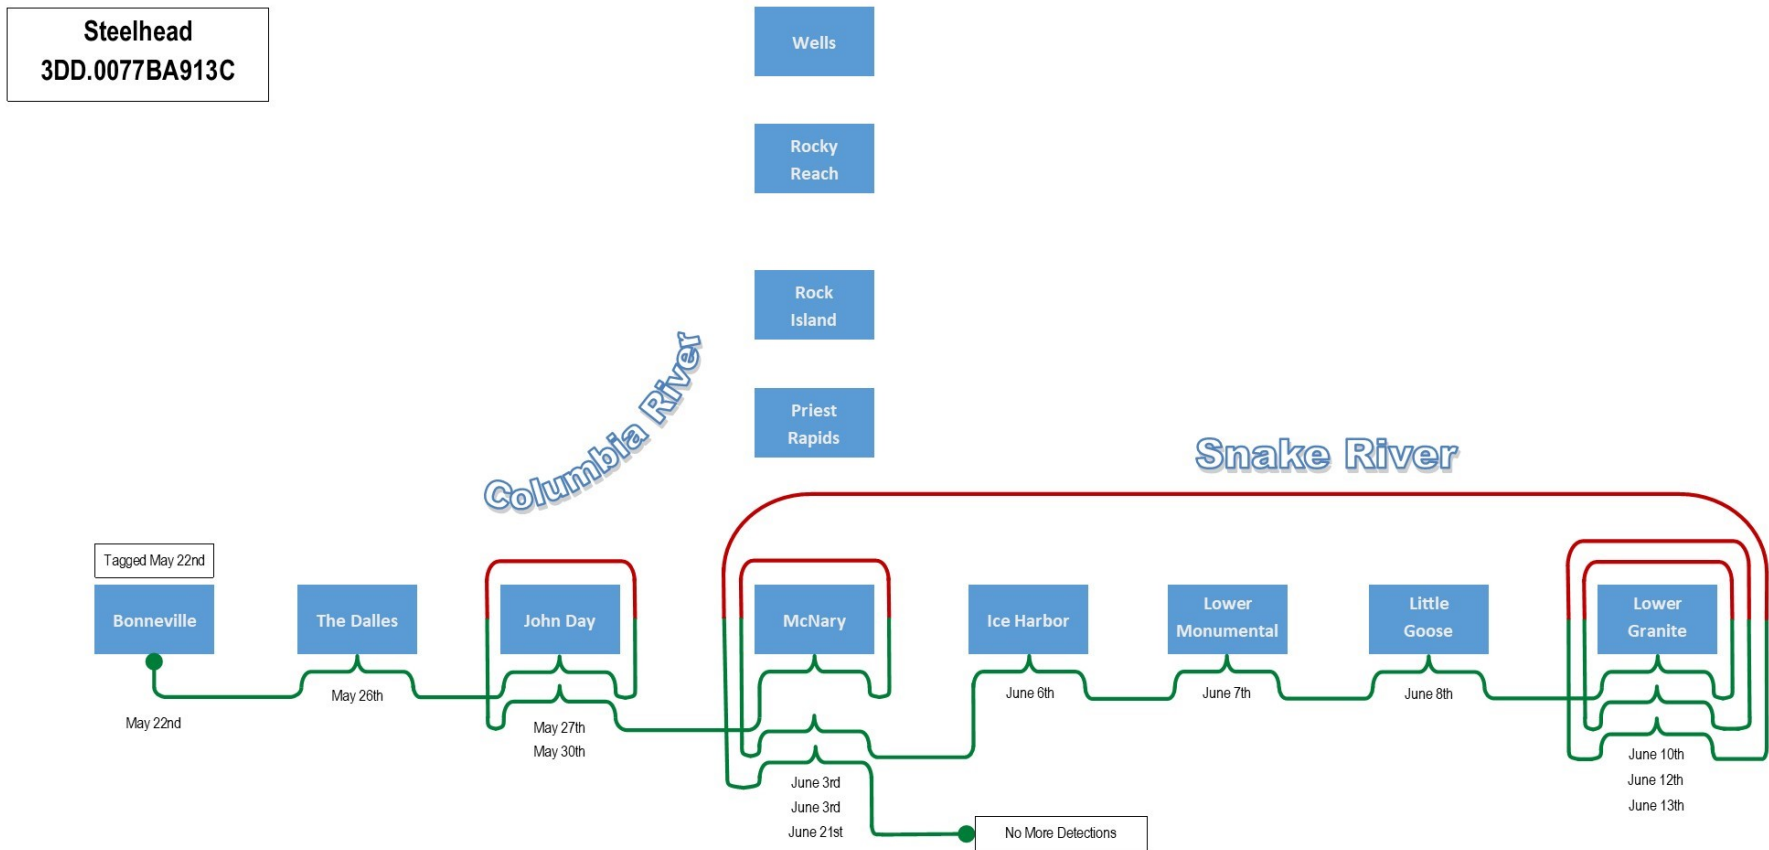 Steelhead
3DD.0077BA913C
Wells
Rocky
Reach
Rock
Island
Priest
Rapids
Columbia River
Snake River
Tagged May 22nd
Bonneville
The Dalles
John Day
McNary
Ice Harbor
Lower
Monumental
Little
Goose
Lower
Granite
May 22nd
May 26th
May 27th
May 30th
June 3rd
June 3rd
June 21st
June 6th
June 7th
June 8th
June 10th
June 12th
June 13th
No More Detections